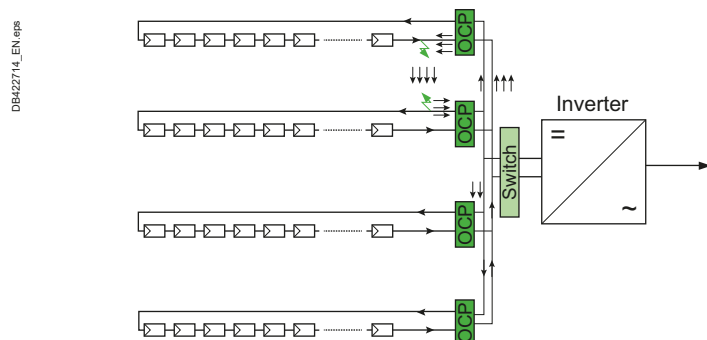 DB422714_EN.eps
OCP
OCP
OCP
OCP
Switch
Inverter
=
~